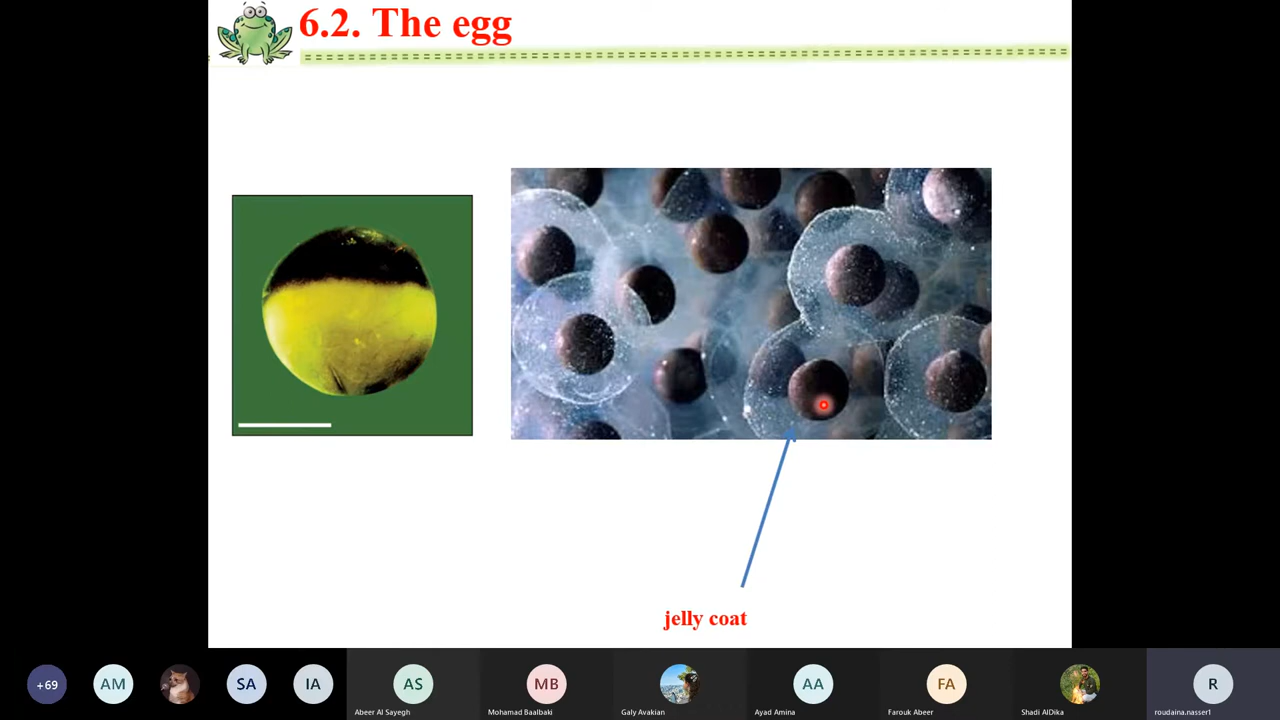 6.2. The egg
jelly coat
+69
AM
SA
IA
AS
MB
AA
FA
R
Abeer Al Sayegh
Mohamad Baalbaki
Galy Avakian
Ayad Amina
Farouk Abeer
Shadi AlDika
roudaina.nasser1